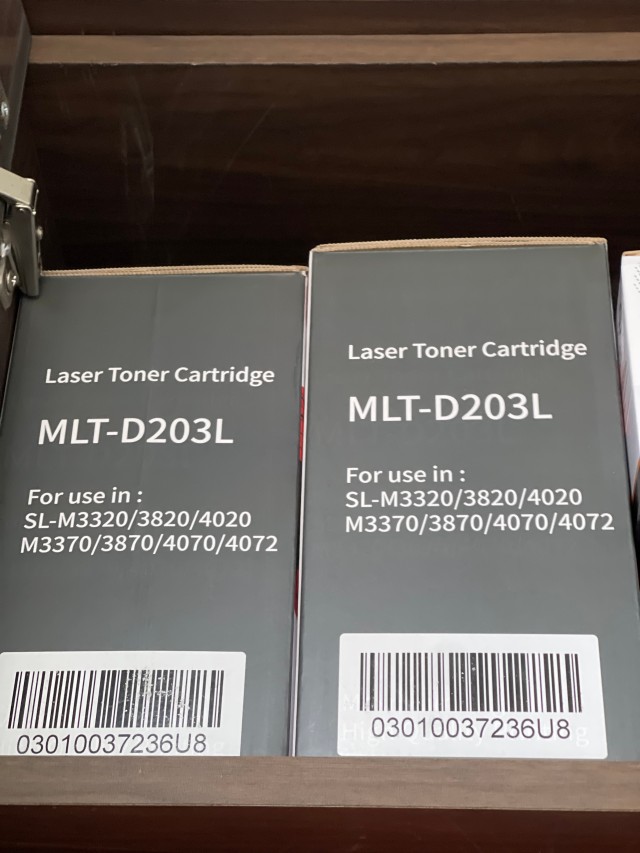 Laser Toner Cartridge
MLT-D203L
For use in :
SL-M3320/3820/4020
M3370/3870/4070/4072
03010037236U8
Laser Toner Cartridge
MLT-D203L
For use in :
SL-M3320/3820/4020
M3370/3870/4070/4072
03010037236U8